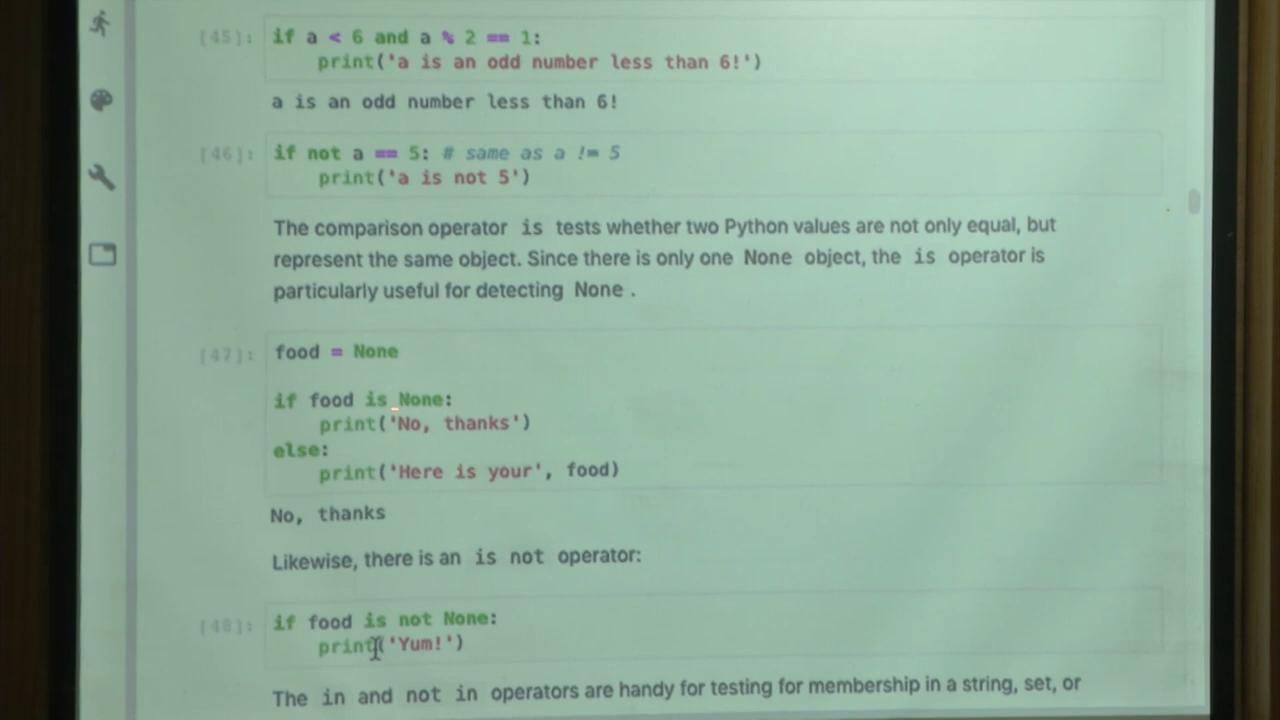 [45]: if a < 6 and a % 2 == 1:
print('a is an odd number less than 6!')
a is an odd number less than 6!
[46]: if not a == 5: # same as a != 5
print('a is not 5')
The comparison operator is tests whether two Python values are not only equal, but
represent the same object. Since there is only one None object, the is operator is
particularly useful for detecting None .
[47]: food = None
if food is None:
print('No, thanks')
else:
print('Here is your', food)
No, thanks
Likewise, there is an is not operator:
[48]: if food is not None:
print('Yum!')
The in and not in operators are handy for testing for membership in a string, set, or